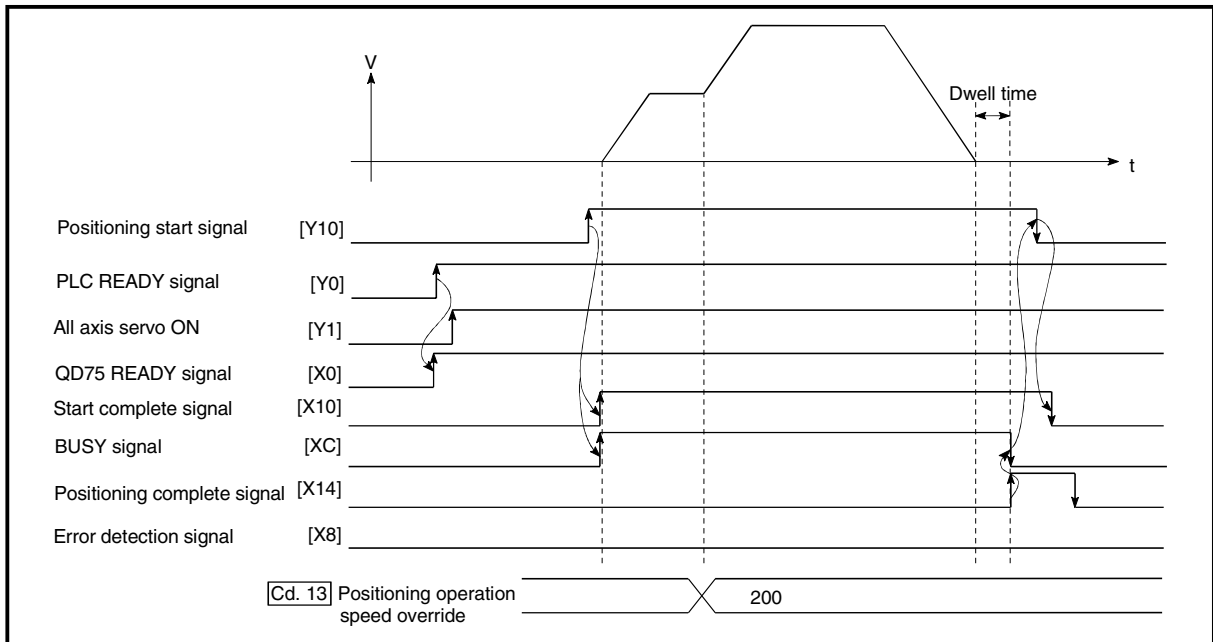 V
Dwell time
t
Positioning start signal [Y10]
PLC READY signal [Y0]
All axis servo ON [Y1]
QD75 READY signal [X0]
Start complete signal [X10]
BUSY signal [XC]
Positioning complete signal [X14]
Error detection signal [X8]
Cd. 13 Positioning operation
speed override
200